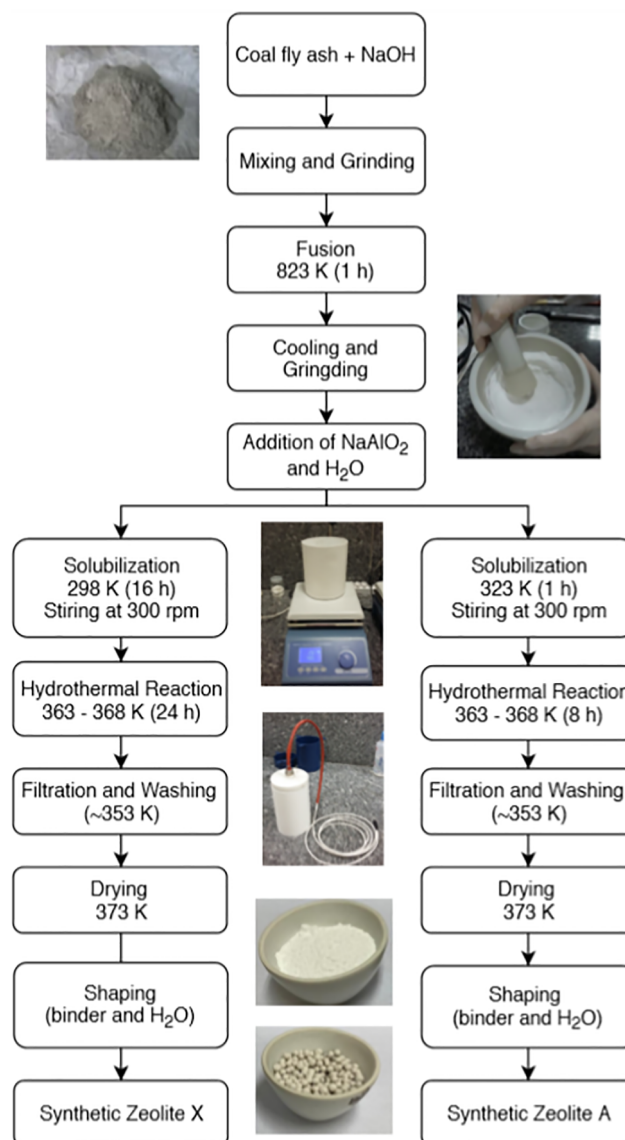 Coal fly ash + NaOH
Mixing and Grinding
Fusion
823 K (1 h)
Cooling and
Gringding
Addition of NaAlO₂
and H₂O
Solubilization
298 K (16 h)
Stiring at 300 rpm
Hydrothermal Reaction
363 - 368 K (24 h)
Filtration and Washing
(~353 K)
Drying
373 K
Shaping
(binder and H₂O)
Synthetic Zeolite X
Solubilization
323 K (1 h)
Stiring at 300 rpm
Hydrothermal Reaction
363 - 368 K (8 h)
Filtration and Washing
(~353 K)
Drying
373 K
Shaping
(binder and H₂O)
Synthetic Zeolite A